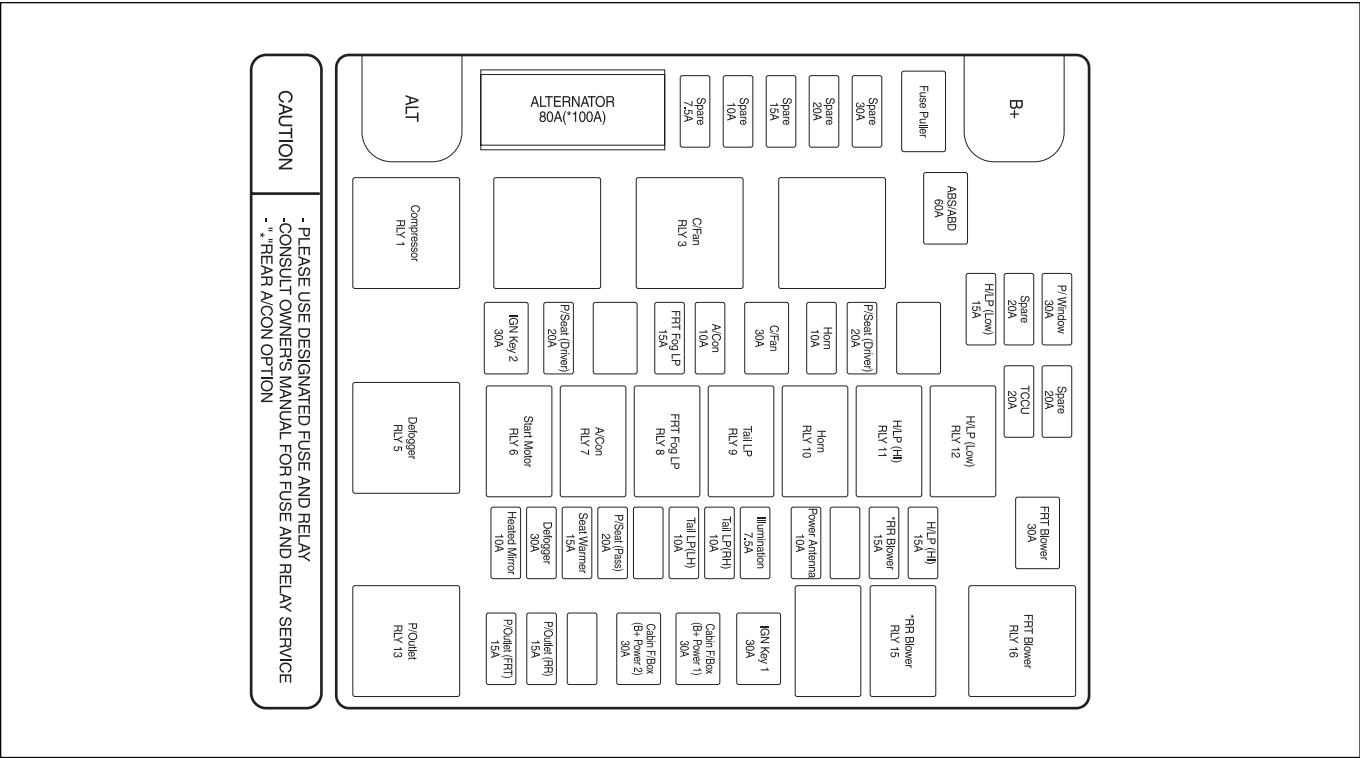 CAUTION
- PLEASE USE DESIGNATED FUSE AND RELAY
-CONSULT OWNER'S MANUAL FOR FUSE AND RELAY SERVICE
- "*"REAR A/CON OPTION
ALT
ALTERNATOR
80A(*100A)
Spare
7.5A
Spare
10A
Spare
15A
Spare
20A
Spare
30A
Fuse Puller
B+
Compressor
RLY 1
C/Fan
RLY 3
ABS/ABD
60A
H/LP (Low)
15A
Spare
20A
P/ Window
30A
IGN Key 2
30A
P/Seat (Driver)
20A
FRT Fog LP
15A
A/Con
10A
C/Fan
30A
Horn
10A
P/Seat (Driver)
20A
TCCU
20A
Spare
20A
Defogger
RLY 5
Start Motor
RLY 6
A/Con
RLY 7
FRT Fog LP
RLY 8
Tail LP
RLY 9
Horn
RLY 10
H/LP (HI)
RLY 11
H/LP (Low)
RLY 12
Heated Mirror
10A
Defogger
30A
Seat Warmer
15A
P/Seat (Pass)
20A
Tail LP(LH)
10A
Tail LP(RH)
10A
Illumination
7.5A
Power Antenna
10A
*RR Blower
15A
H/LP (HI)
15A
FRT Blower
30A
P/Outlet
RLY 13
P/Outlet (FRT)
15A
P/Outlet (RR)
15A
Cabin F/Box
(B+ Power 2)
30A
Cabin F/Box
(B+ Power 1)
30A
IGN Key 1
30A
*RR Blower
RLY 15
FRT Blower
RLY 16